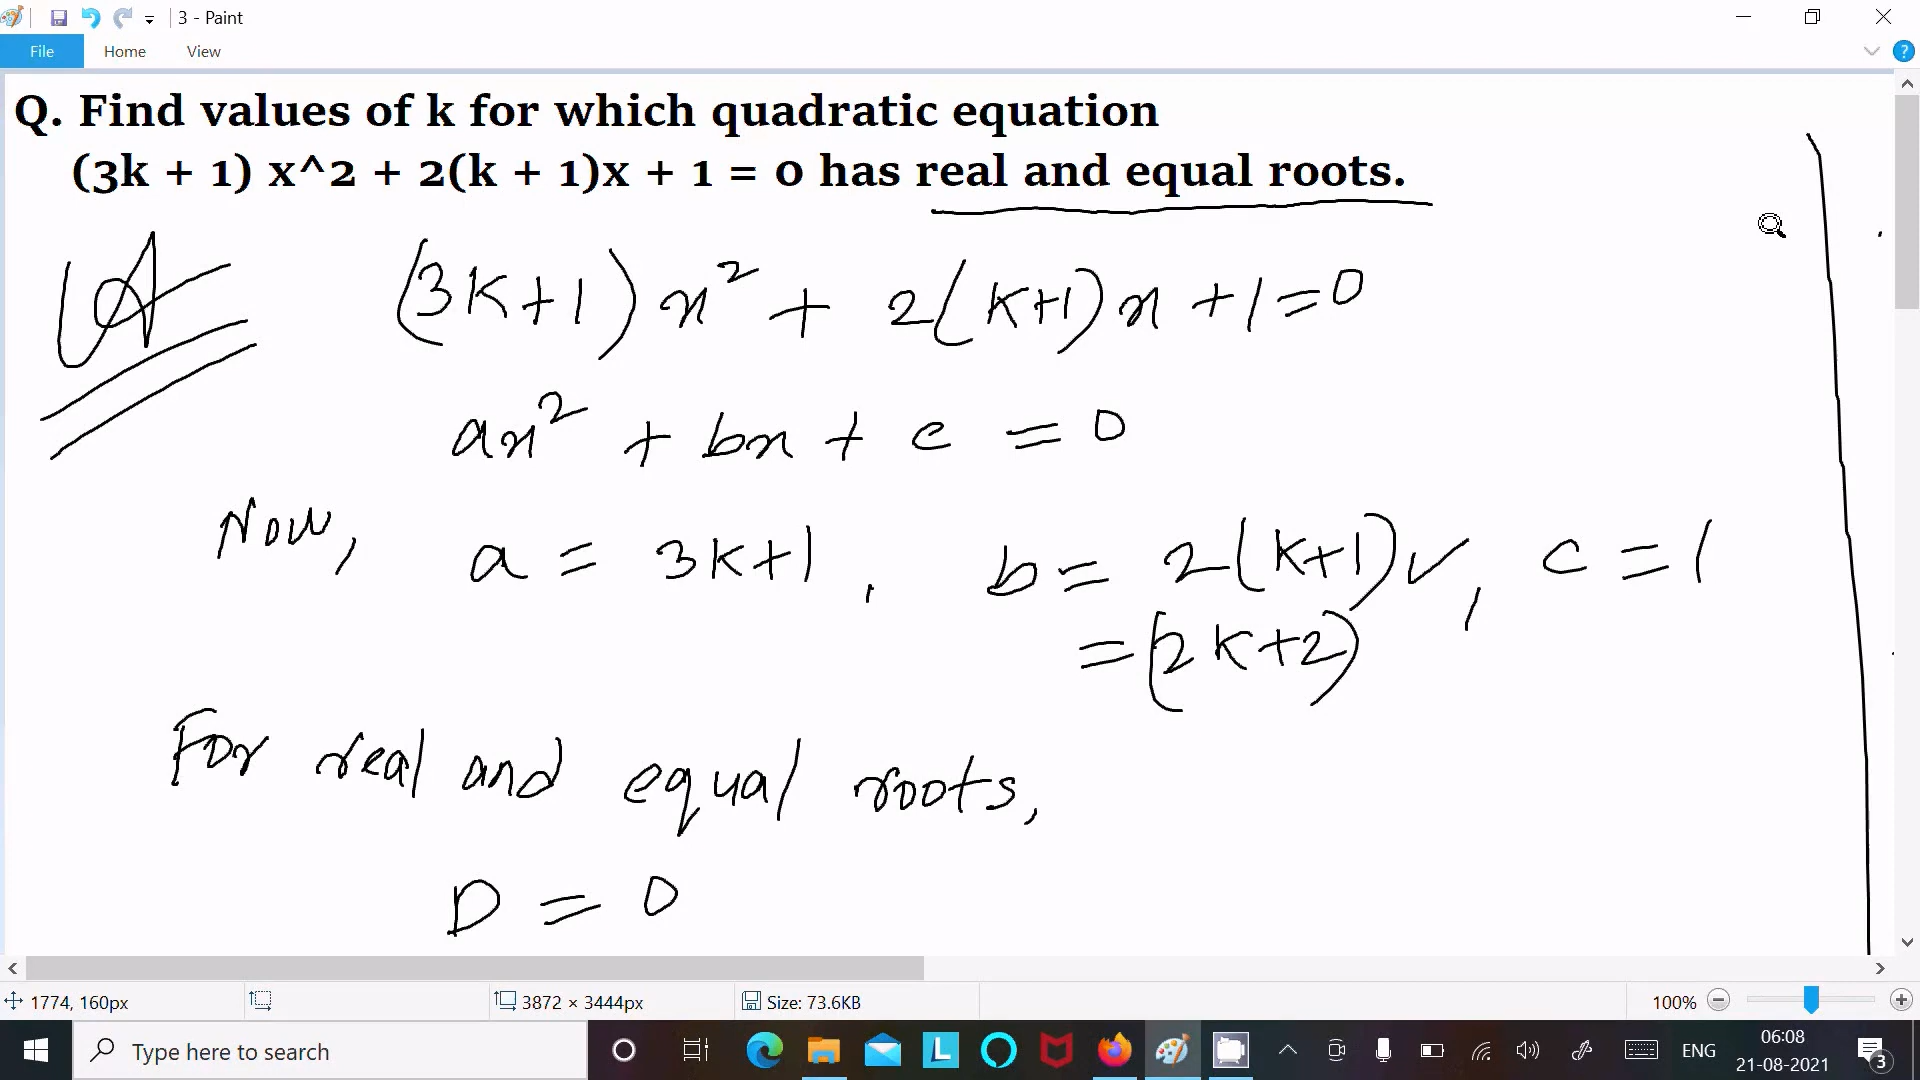 3 - Paint
File Home View
Q. Find values of k for which quadratic equation
(3k + 1) x^2 + 2(k + 1)x + 1 = 0 has real and equal roots.
(3k+1)x² + 2(k+1)x+1=0
ax² + bx + c = 0
Now, a = 3k+1, b = 2(k+1)✓, c = 1
= (2k+2)
For real and equal roots,
D = 0
1774, 160px 3872 × 3444px Size: 73.6KB 100%
Type here to search ENG 06:08
21-08-2021 3